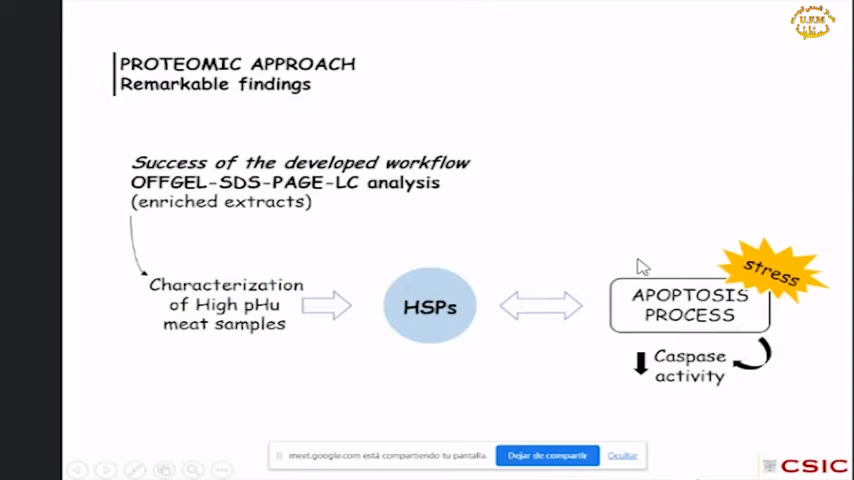 U.F.M
PROTEOMIC APPROACH
Remarkable findings
Success of the developed workflow
OFFGEL-SDS-PAGE-LC analysis
(enriched extracts)
Characterization
of High pHu
meat samples
HSPs
stress
APOPTOSIS
PROCESS
Caspase
activity
meet.google.com está compartiendo tu pantalla.
Dejar de compartir
Ocultar
CSIC